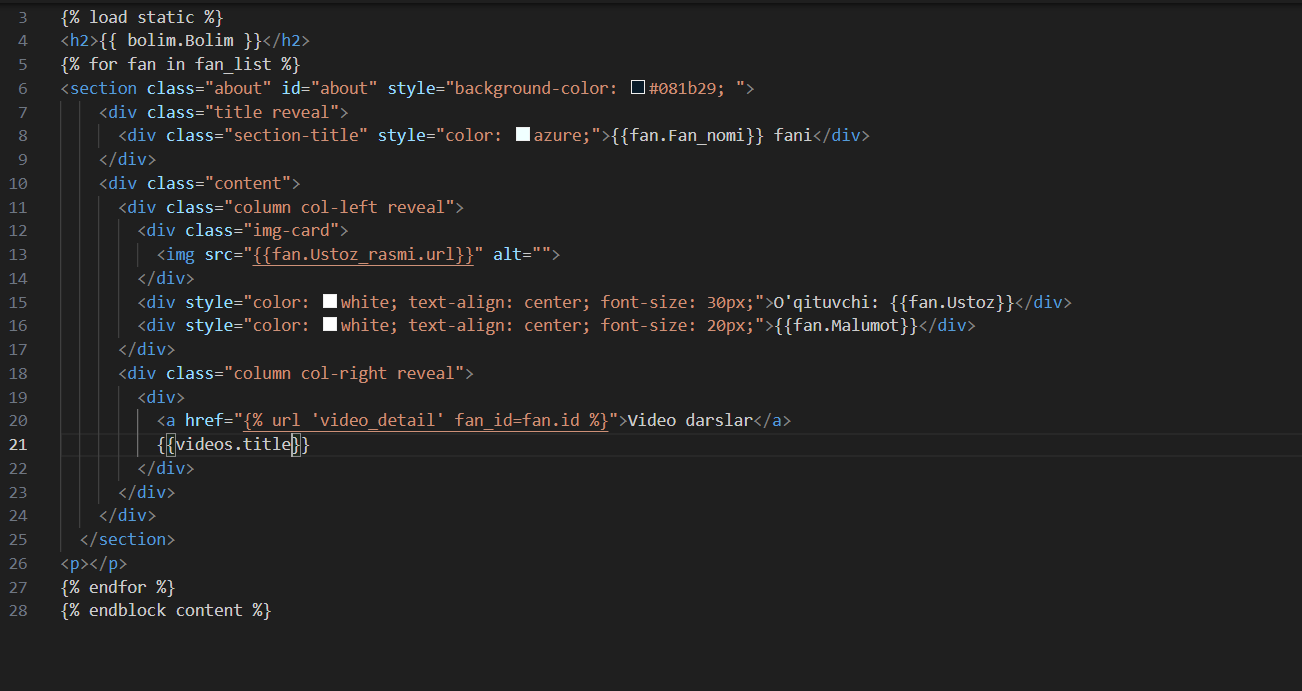 3 {% load static %}
4 <h2>{{ bolim.Bolim }}</h2>
5 {% for fan in fan_list %}
6 <section class="about" id="about" style="background-color: #081b29; ">
7 <div class="title reveal">
8 <div class="section-title" style="color: azure;">{{fan.Fan_nomi}} fani</div>
9 </div>
10 <div class="content">
11 <div class="column col-left reveal">
12 <div class="img-card">
13 <img src="{{fan.Ustoz_rasmi.url}}" alt="">
14 </div>
15 <div style="color: white; text-align: center; font-size: 30px;">O'qituvchi: {{fan.Ustoz}}</div>
16 <div style="color: white; text-align: center; font-size: 20px;">{{fan.Malumot}}</div>
17 </div>
18 <div class="column col-right reveal">
19 <div>
20 <a href="{% url 'video_detail' fan_id=fan.id %}">Video darslar</a>
21 {{videos.title}}
22 </div>
23 </div>
24 </div>
25 </section>
26 <p></p>
27 {% endfor %}
28 {% endblock content %}